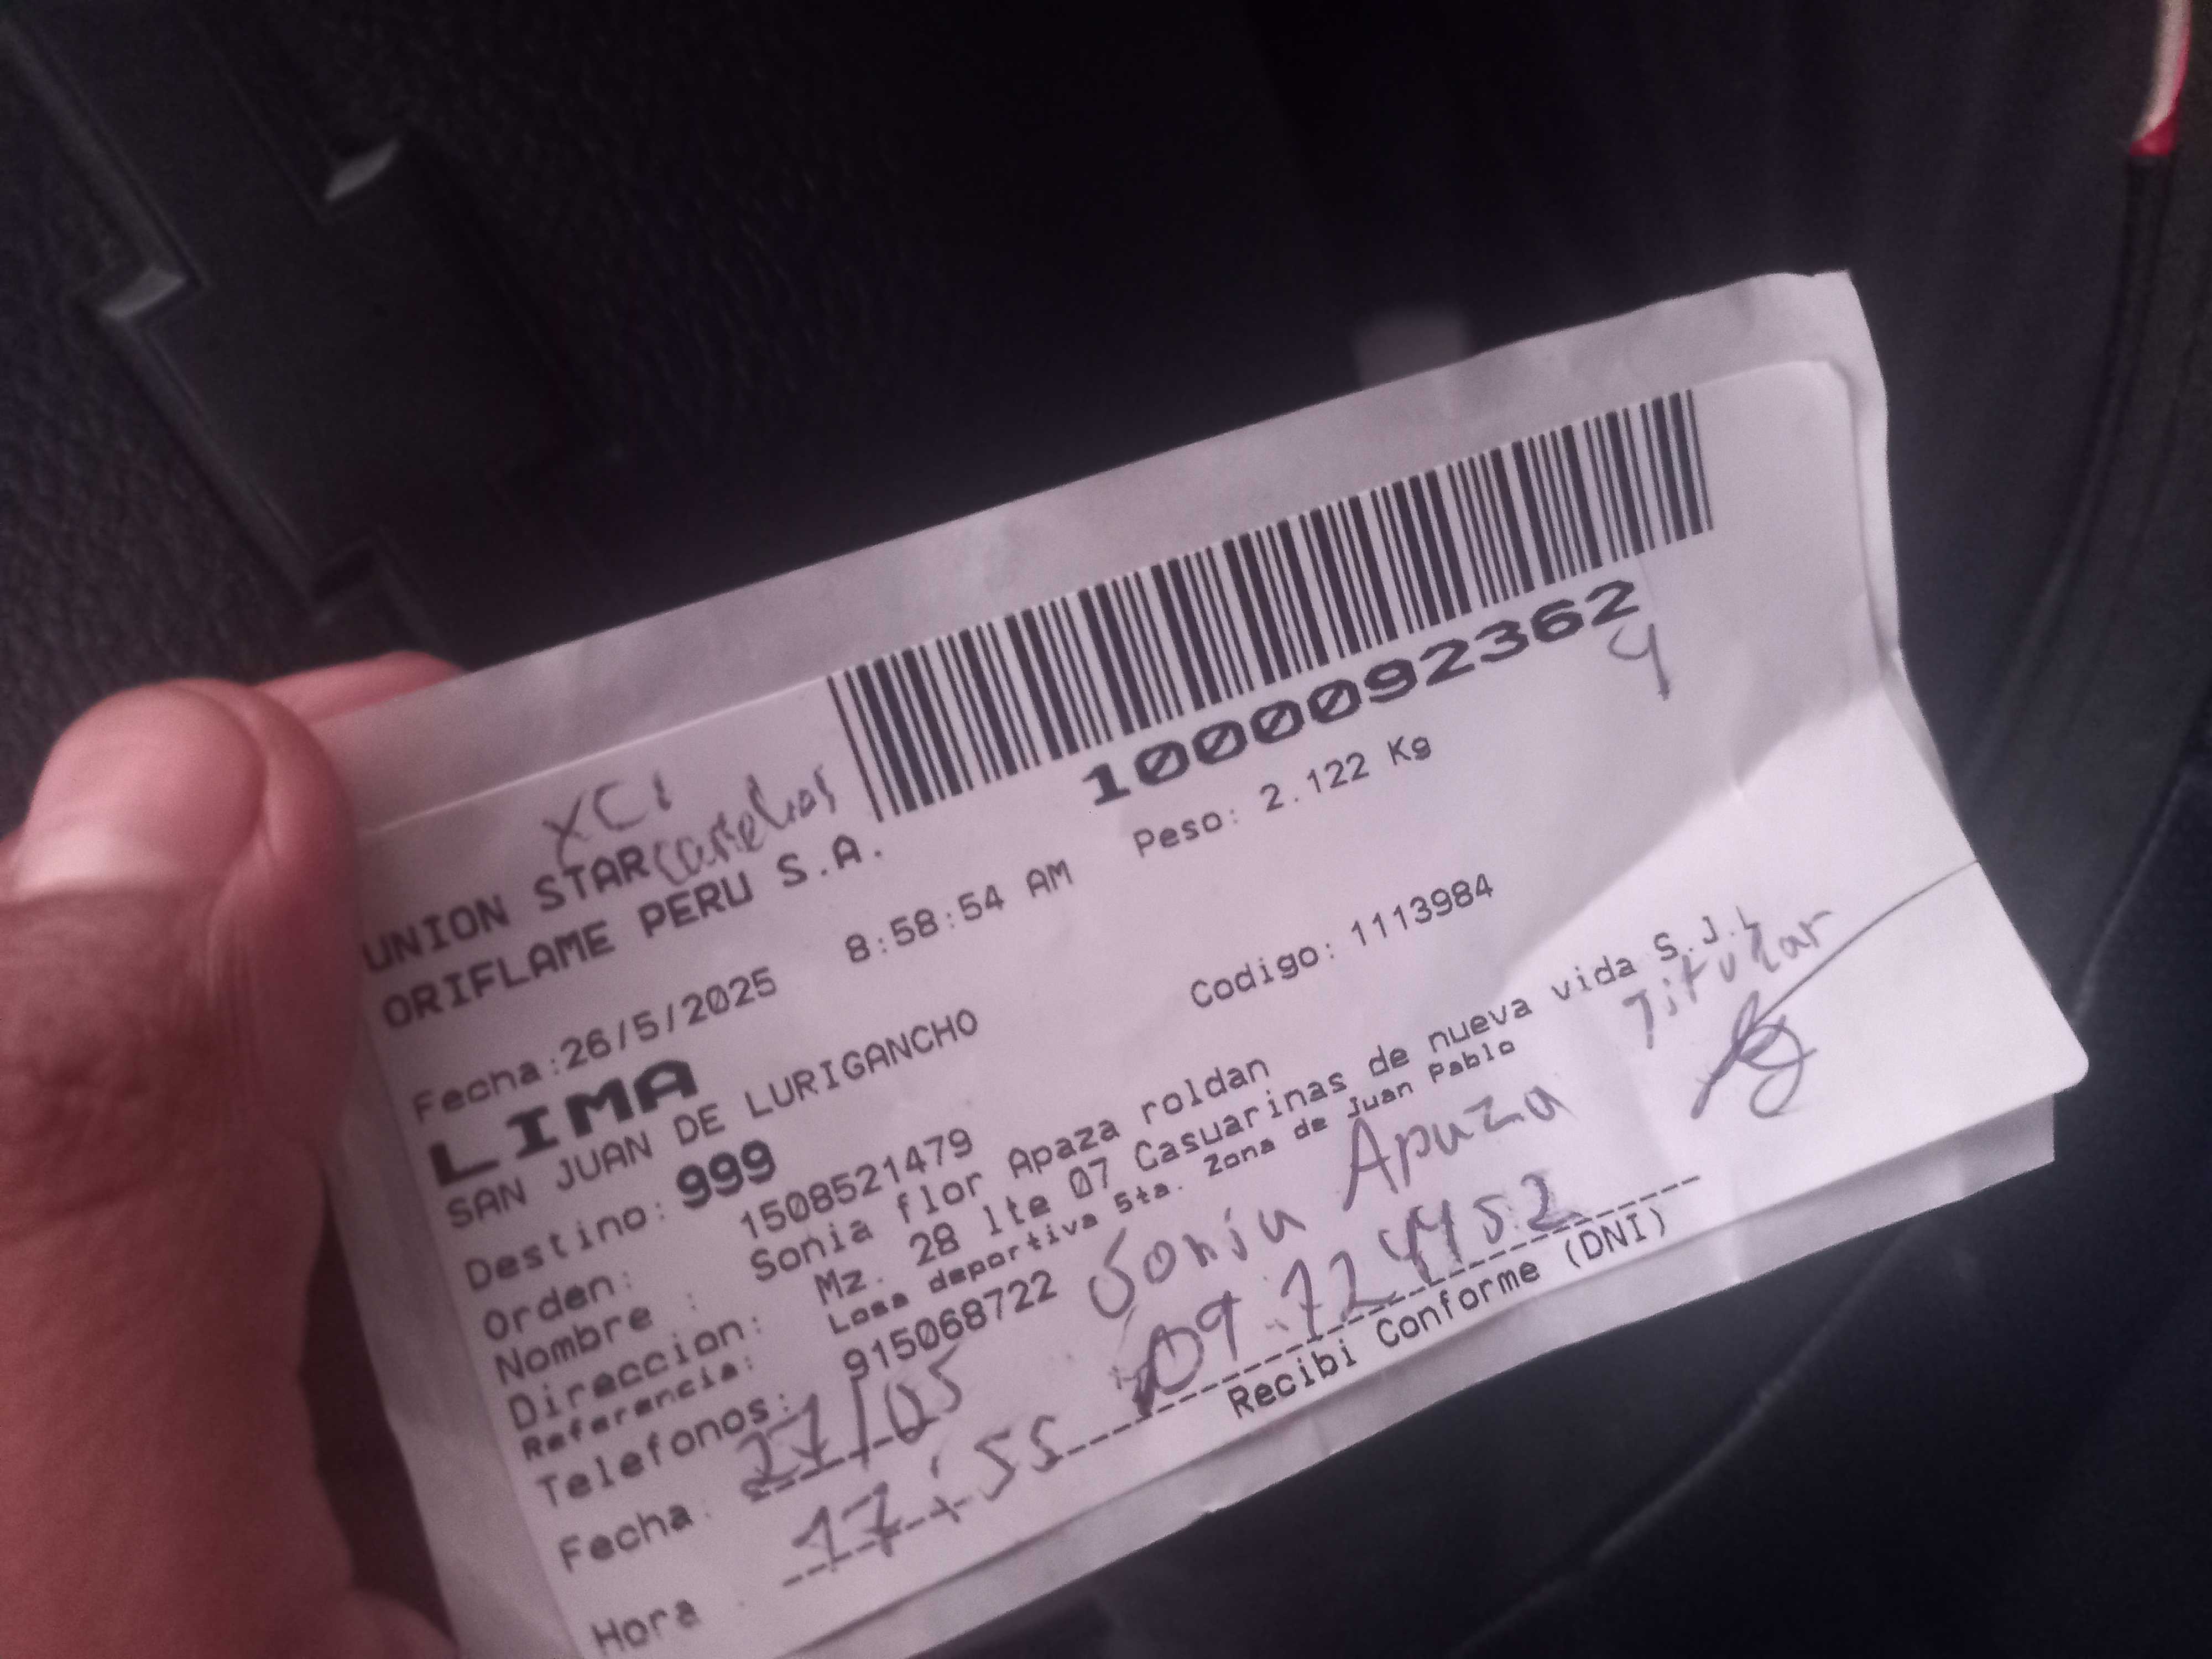 1000092362
4
XCI
UNION STAR
ORIFLAME PERU S.A.
Peso: 2.122 Kg
Fecha:26/5/2025 8:58:54 AM
LIMA
SAN JUAN DE LURIGANCHO
Codigo: 1113984
Destino: 999
Orden: 1508521479
Nombre : Sonia flor Apaza roldan
Direccion: Mz. 28 lte 07 Casuarinas de nueva vida S.J.L
Referencia: Losa deportiva 5ta. Zona de Juan Pablo
Titular
Telefonos: 915068722
Sonia Apaza
Fecha. 27/05
09724452
Hora . 17:55
Recibi Conforme (DNI)